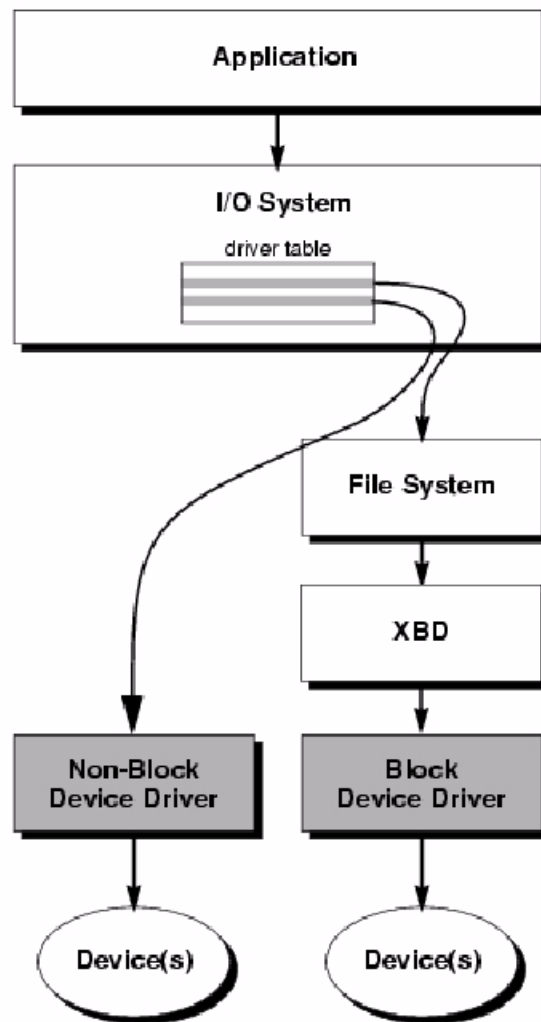 Application
I/O System
driver table
File System
XBD
Non-Block
Device Driver
Block
Device Driver
Device(s)
Device(s)